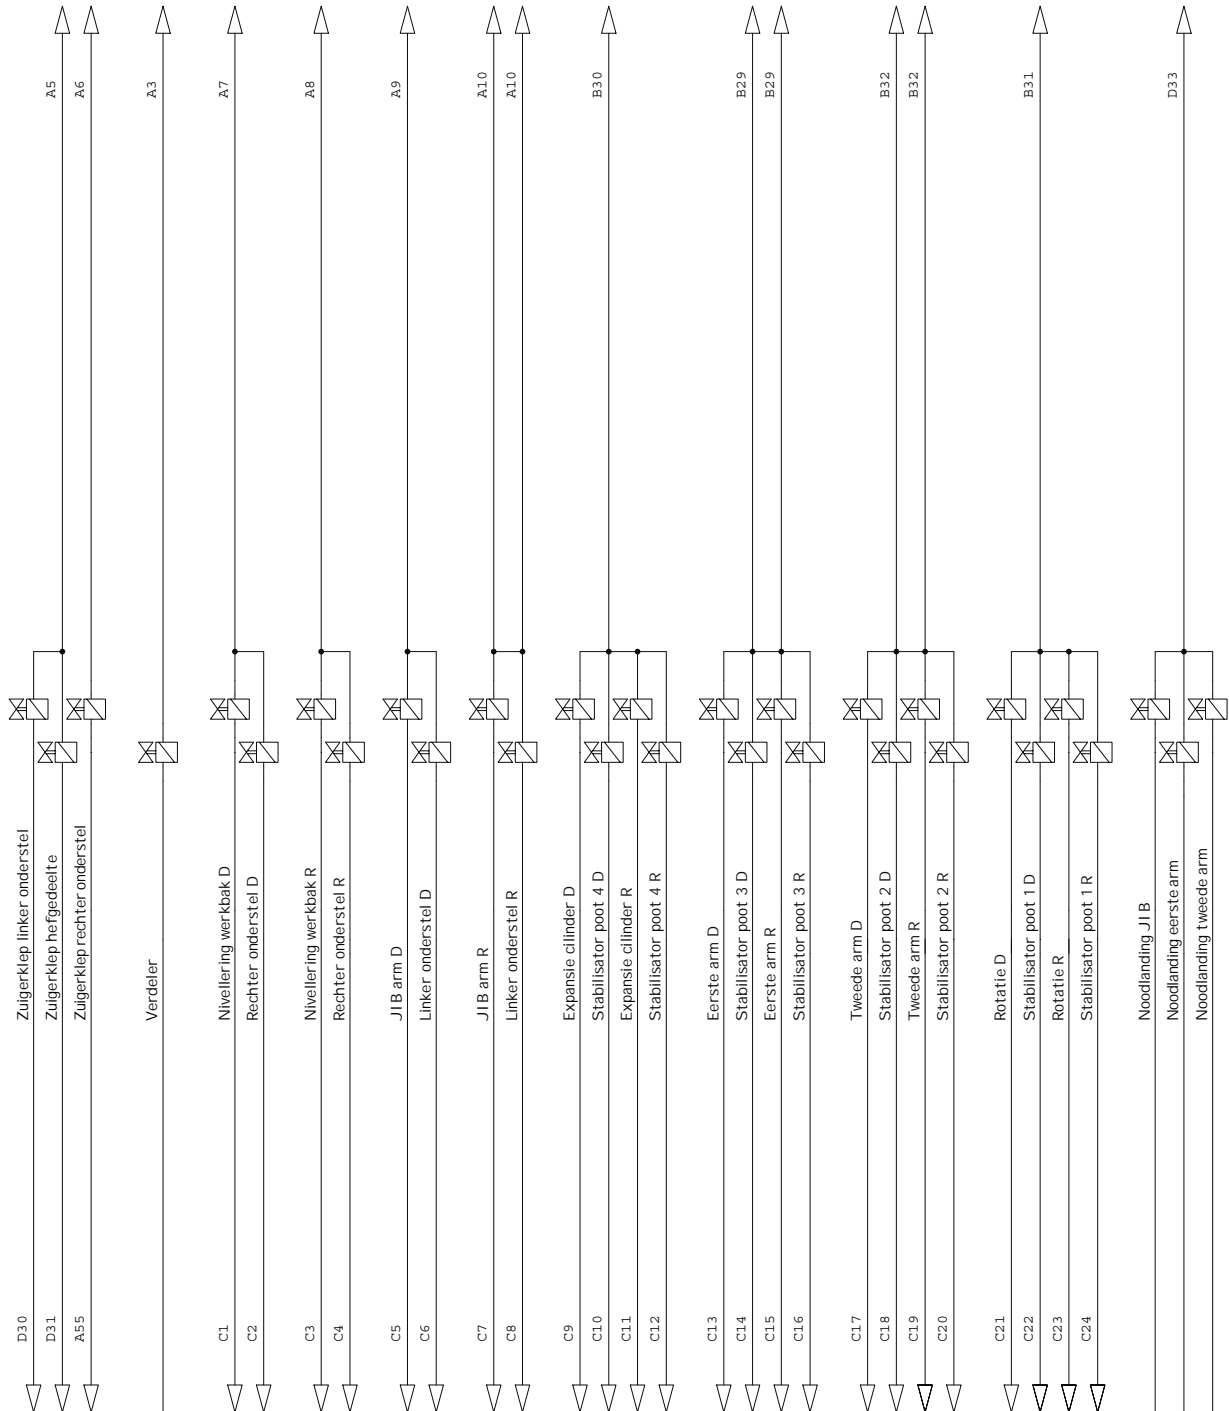 A5
A6
A3
A7
A8
A9
A10
A10
B30
B29
B29
B32
B32
B31
D33
Zuigerklep linker onderstel
Zuigerklep hefgedeelte
Zuigerklep rechter onderstel
Verdeler
Nivellering werkbak D
Rechter onderstel D
Nivellering werkbak R
Rechter onderstel R
JIB arm D
Linker onderstel D
JIB arm R
Linker onderstel R
Expansie cilinder D
Stabilisator poot 4 D
Expansie cilinder R
Stabilisator poot 4 R
Eerste arm D
Stabilisator poot 3 D
Eerste arm R
Stabilisator poot 3 R
Tweede arm D
Stabilisator poot 2 D
Tweede arm R
Stabilisator poot 2 R
Rotatie D
Stabilisator poot 1 D
Rotatie R
Stabilisator poot 1 R
Noodlanding JIB
Noodlanding eerste arm
Noodlanding tweede arm
D30
D31
A55
C1
C2
C3
C4
C5
C6
C7
C8
C9
C10
C11
C12
C13
C14
C15
C16
C17
C18
C19
C20
C21
C22
C23
C24